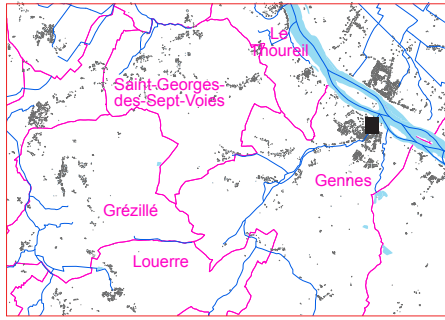 Le
Thoureil
Saint-Georges-
des-Sept-Voies
Gennes
Grézillé
Louerre